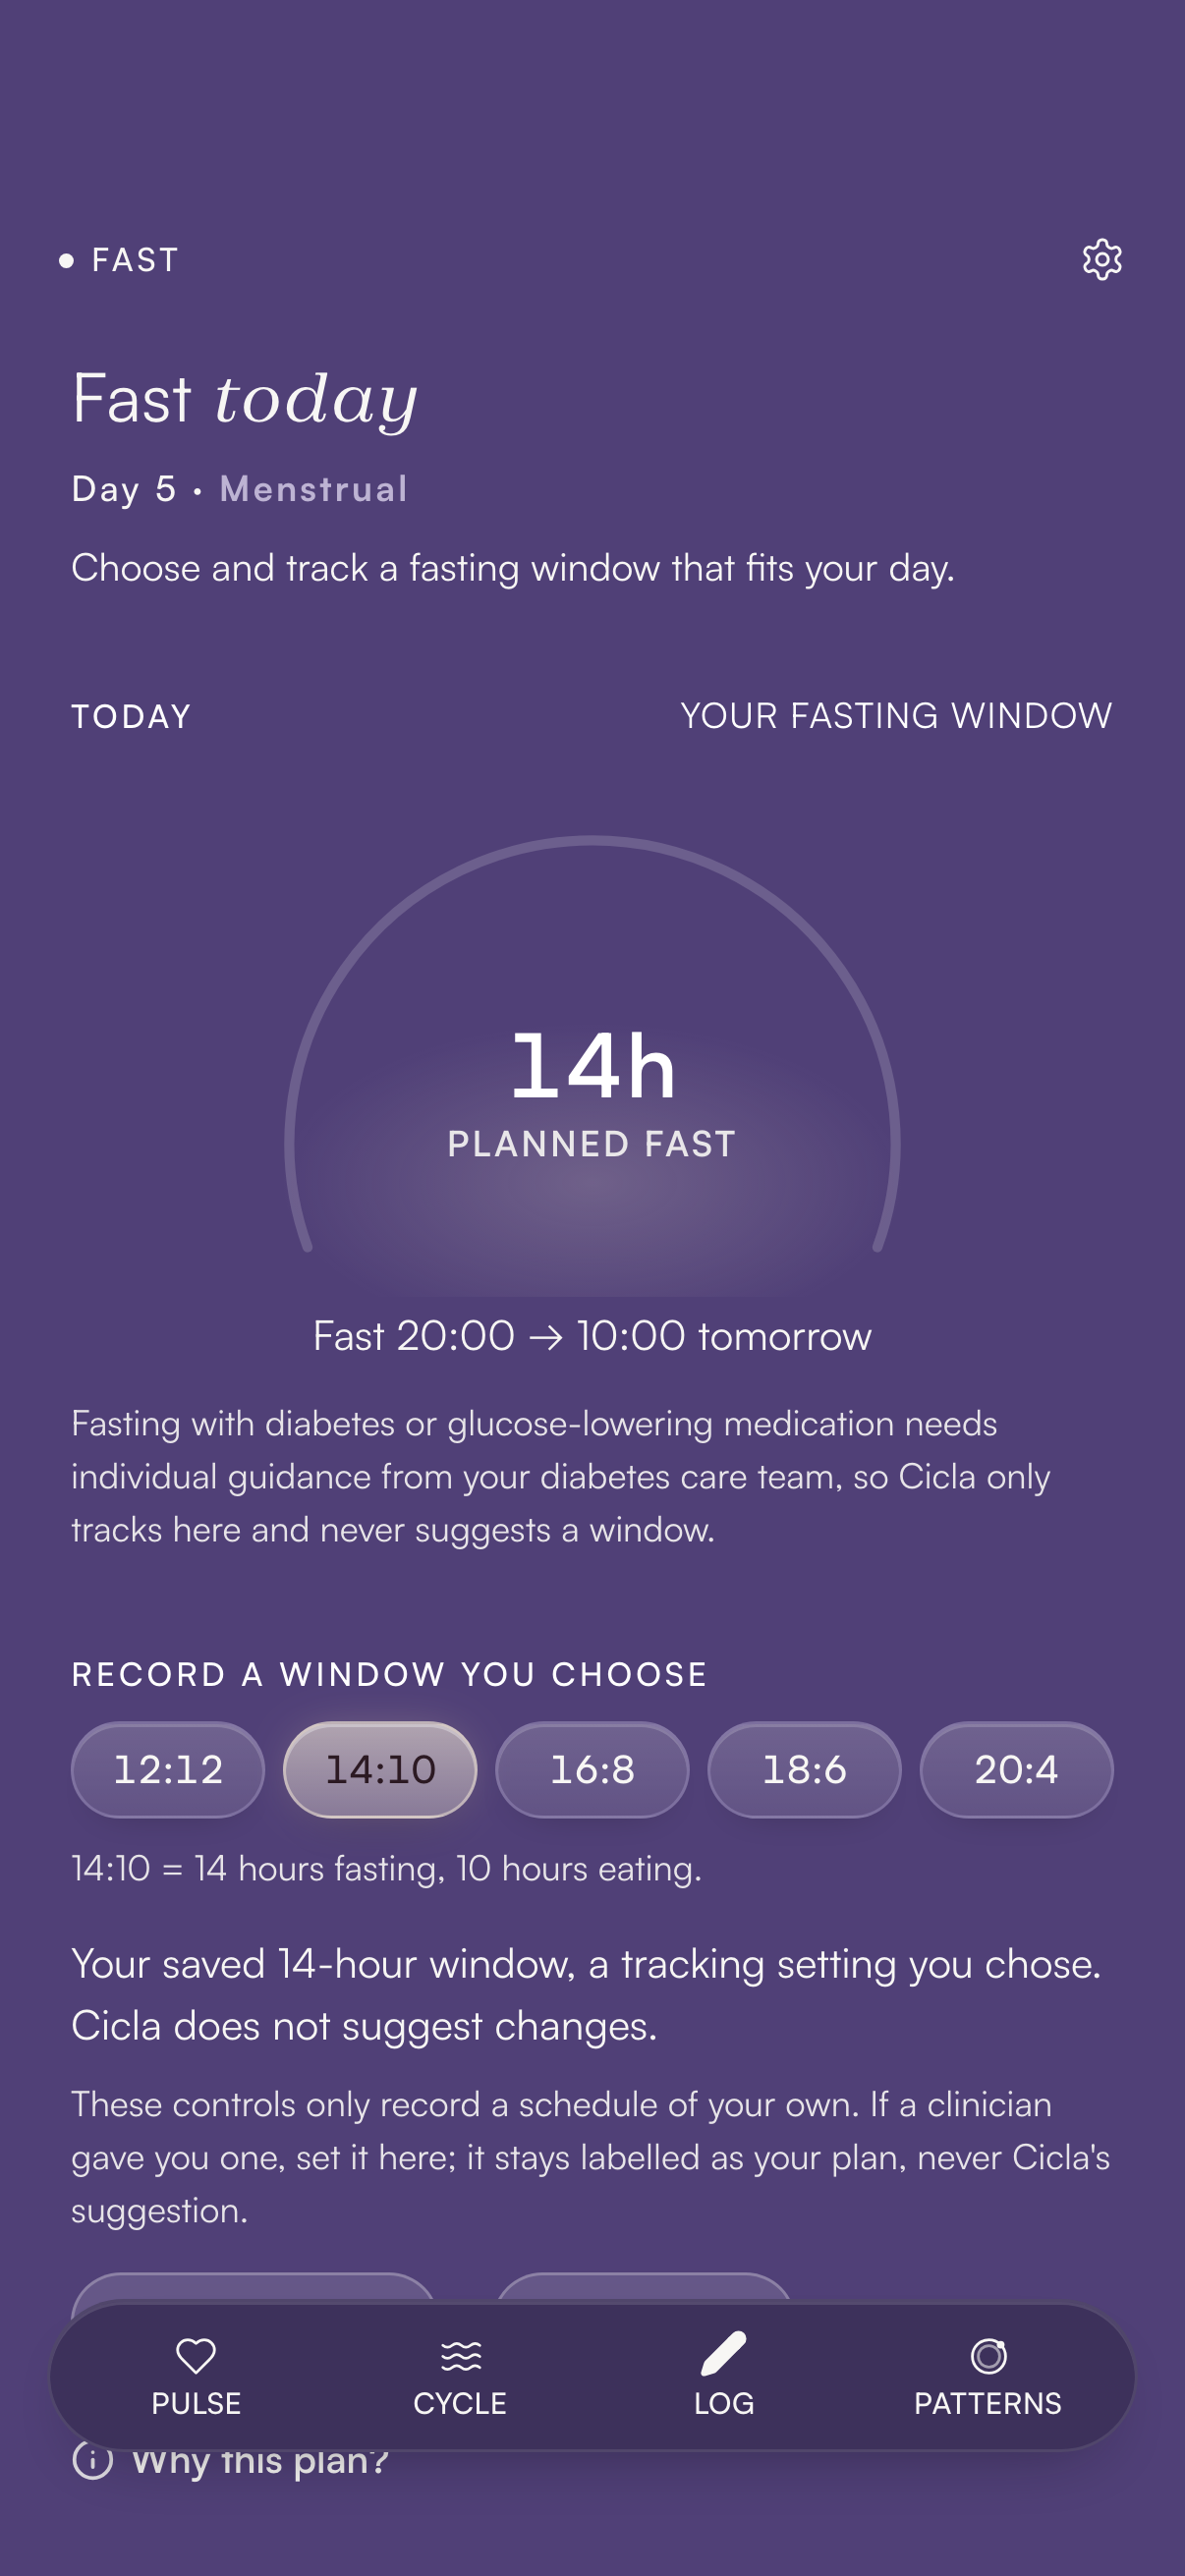 FAST
Fast today
Day 5 · Menstrual
Choose and track a fasting window that fits your day.
TODAY
YOUR FASTING WINDOW
14h
PLANNED FAST
Fast 20:00 → 10:00 tomorrow
Fasting with diabetes or glucose-lowering medication needs
individual guidance from your diabetes care team, so Cicla only
tracks here and never suggests a window.
RECORD A WINDOW YOU CHOOSE
12:12 14:10 16:8 18:6 20:4
14:10 = 14 hours fasting, 10 hours eating.
Your saved 14-hour window, a tracking setting you chose.
Cicla does not suggest changes.
These controls only record a schedule of your own. If a clinician
gave you one, set it here; it stays labelled as your plan, never Cicla's
suggestion.
PULSE CYCLE LOG PATTERNS
Why this plan?